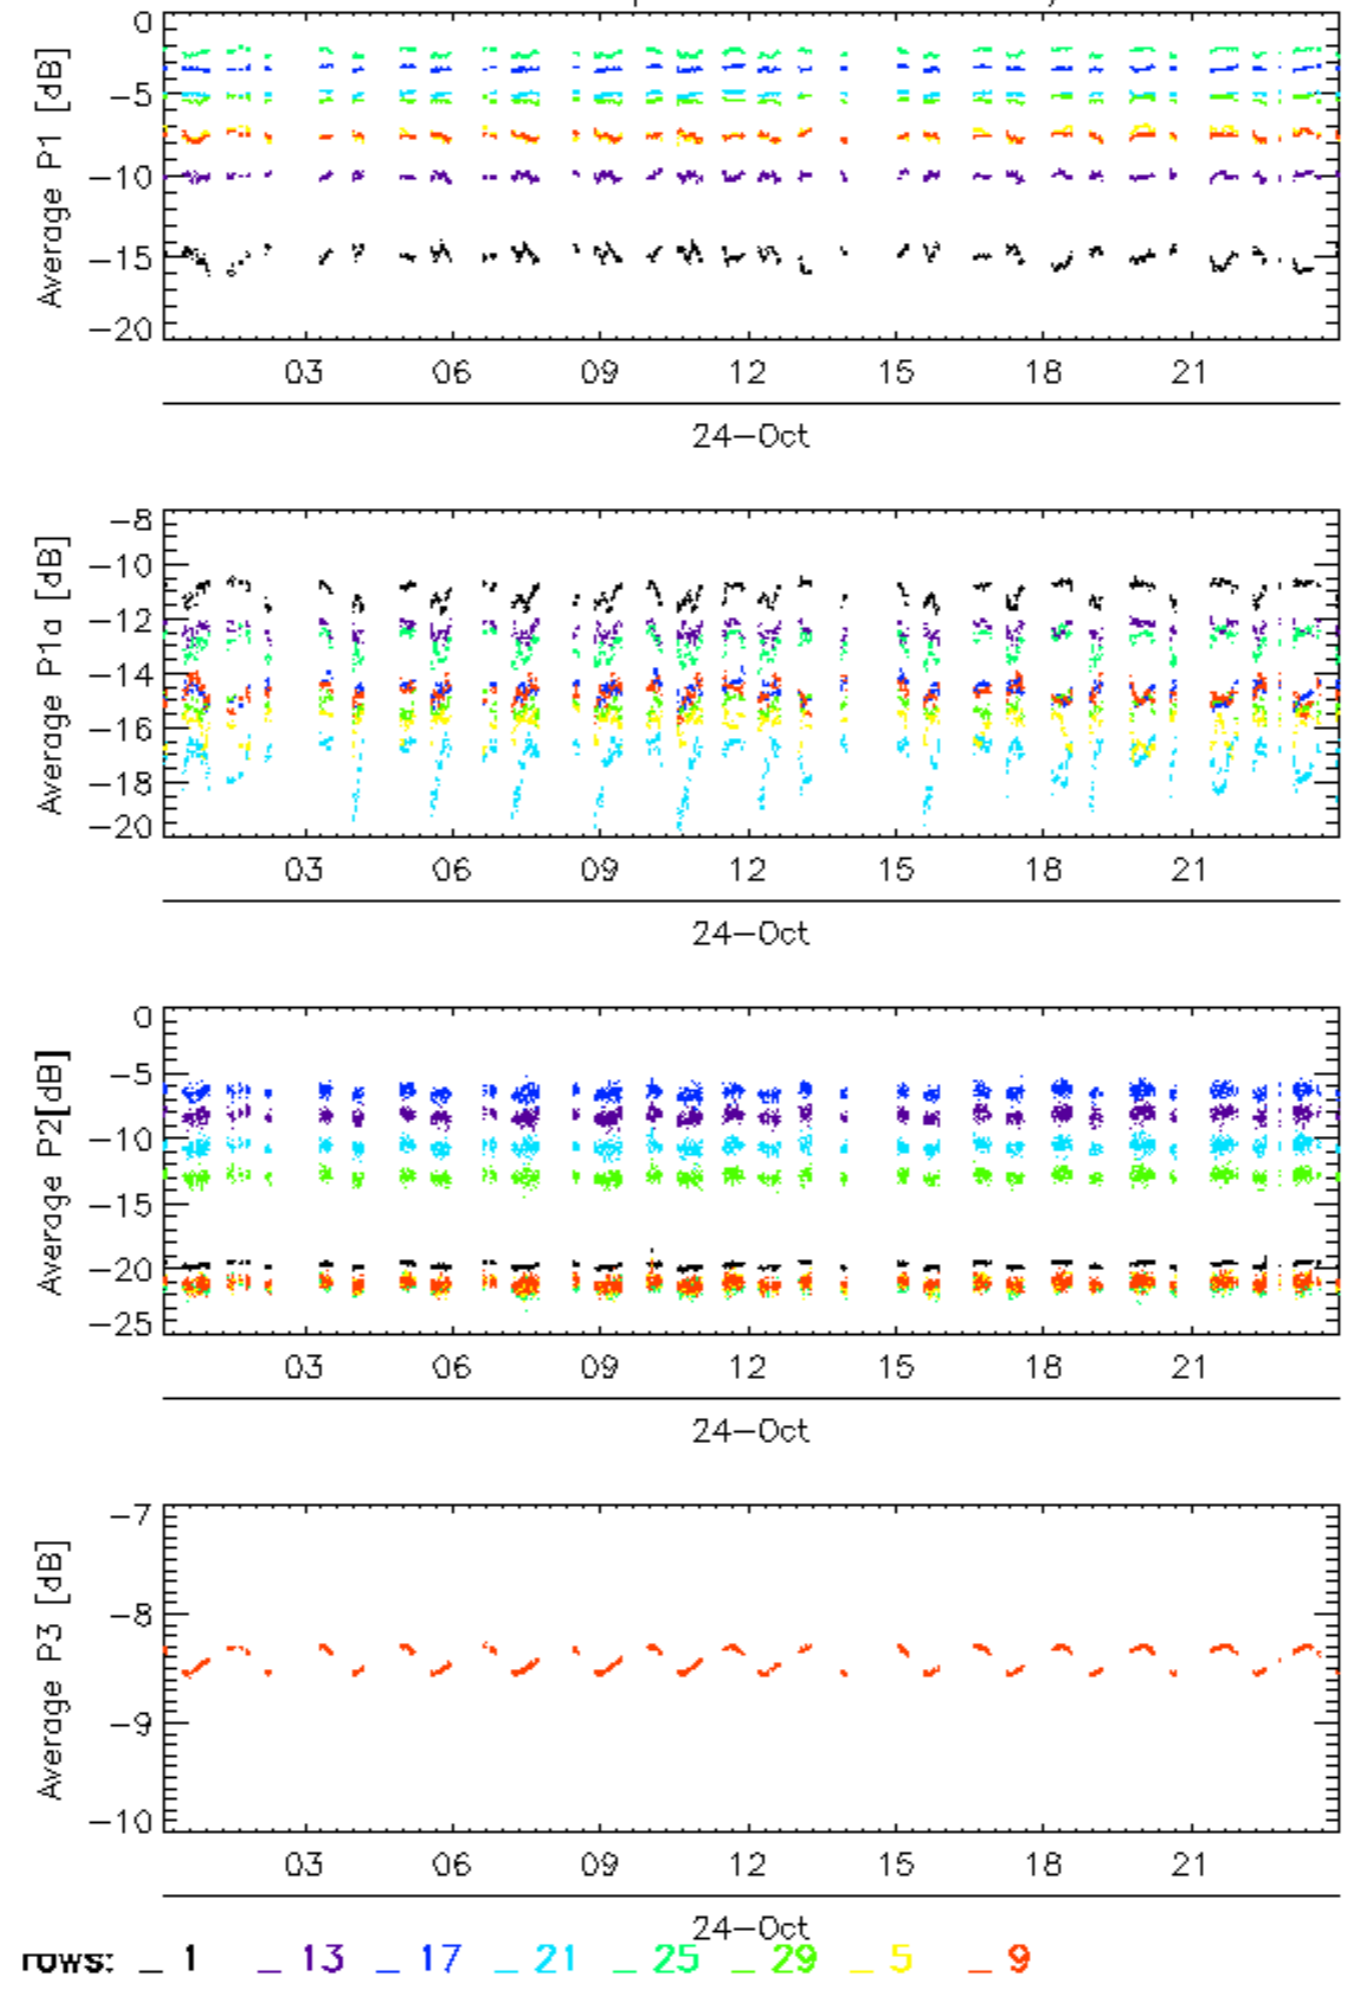 0
−5
−10
−15
−20
Average P1 [dB]
03 06 09 12 15 18 21
24−Oct
−8
−10
−12
−14
−16
−18
−20
Average P1a [dB]
03 06 09 12 15 18 21
24−Oct
0
−5
−10
−15
−20
−25
Average P2[dB]
03 06 09 12 15 18 21
24−Oct
−7
−8
−9
−10
Average P3 [dB]
03 06 09 12 15 18 21
24−Oct
rows: _ 1 _ 13 _ 17 _ 21 _ 25 _ 29 _ 5 _ 9